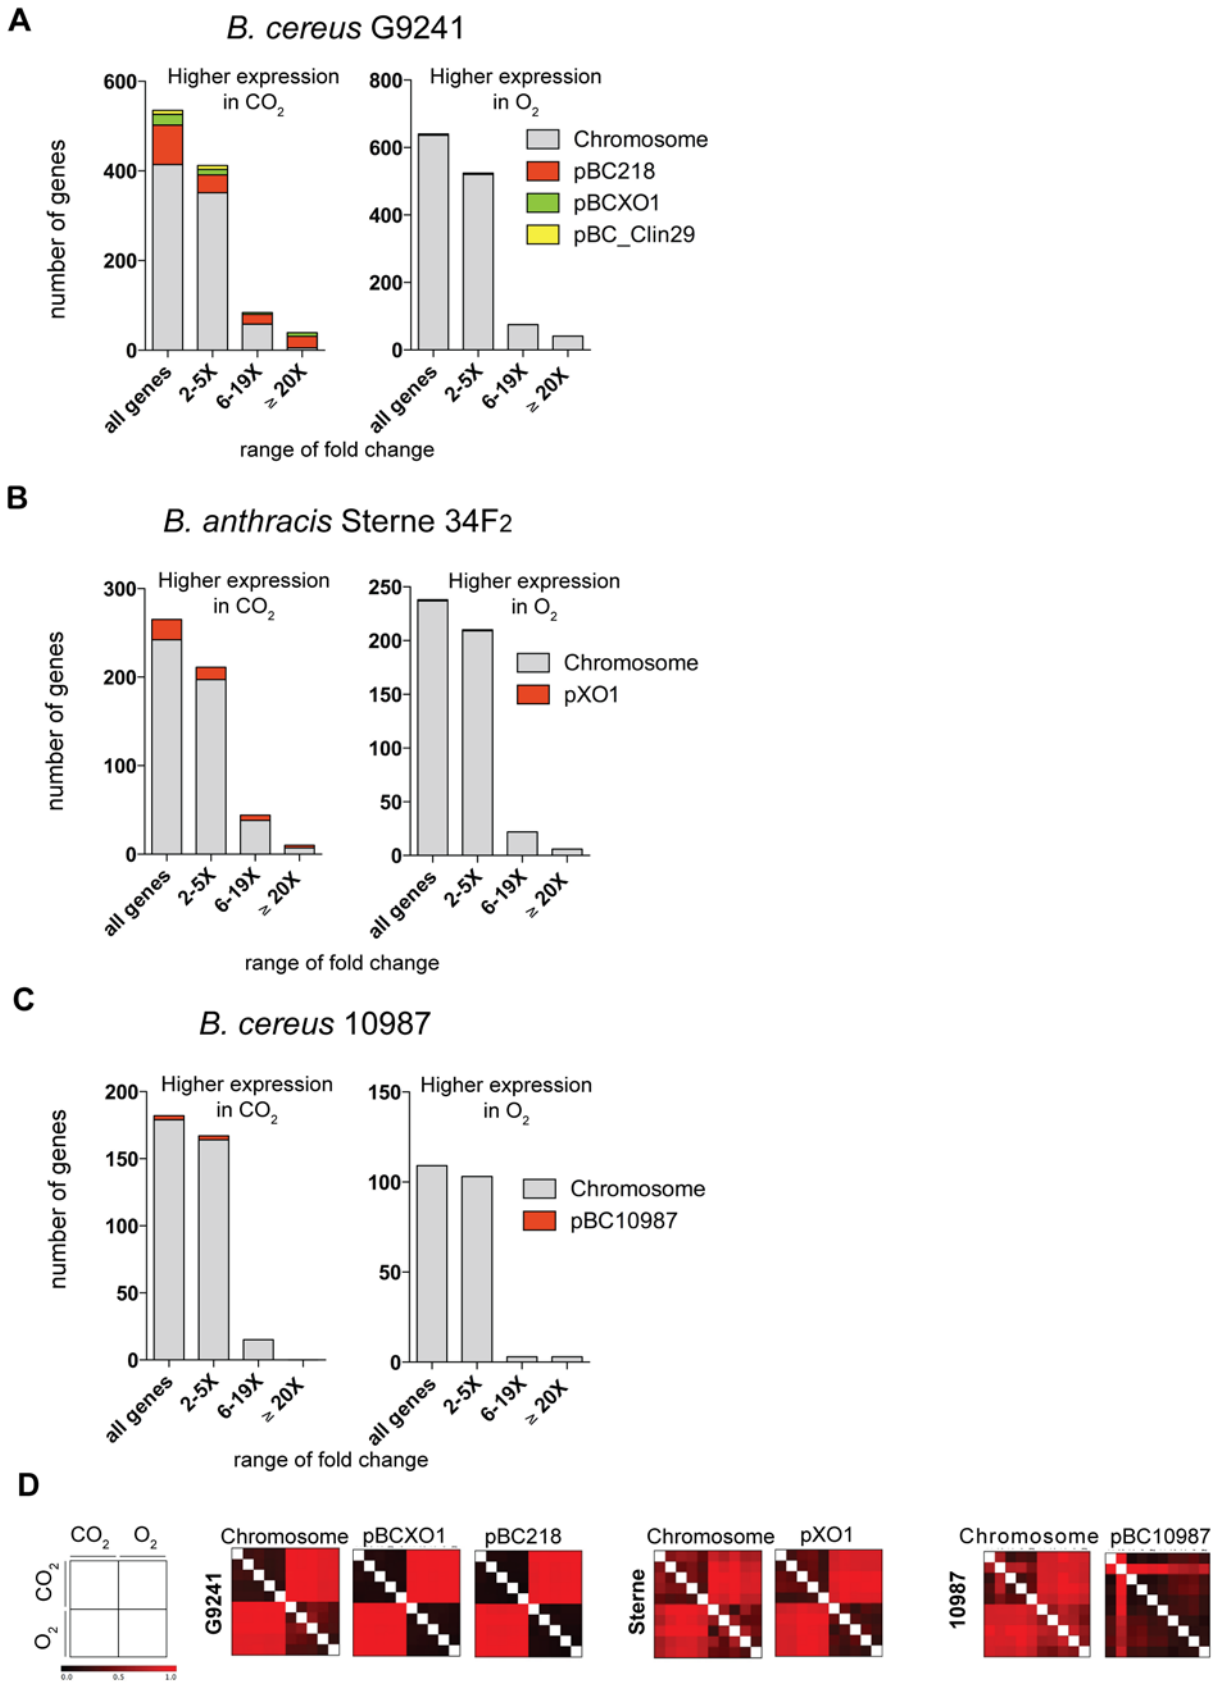 A
B. cereus G9241
Higher expression
in CO2
Higher expression
in O2
number of genes
600
400
200
0
800
600
400
200
0
Chromosome
pBC218
pBCXO1
pBC_Clin29
all genes
2-5X
6-19X
≥ 20X
all genes
2-5X
6-19X
≥ 20X
range of fold change
B
B. anthracis Sterne 34F2
Higher expression
in CO2
Higher expression
in O2
number of genes
300
200
100
0
250
200
150
100
50
0
Chromosome
pXO1
all genes
2-5X
6-19X
≥ 20X
all genes
2-5X
6-19X
≥ 20X
range of fold change
C
B. cereus 10987
Higher expression
in CO2
Higher expression
in O2
number of genes
200
150
100
50
0
150
100
50
0
Chromosome
pBC10987
all genes
2-5X
6-19X
≥ 20X
all genes
2-5X
6-19X
≥ 20X
range of fold change
D
CO2 O2
CO2
O2
0.0 0.5 1.0
G9241
Chromosome pBCXO1 pBC218
Sterne
Chromosome pXO1
10987
Chromosome pBC10987